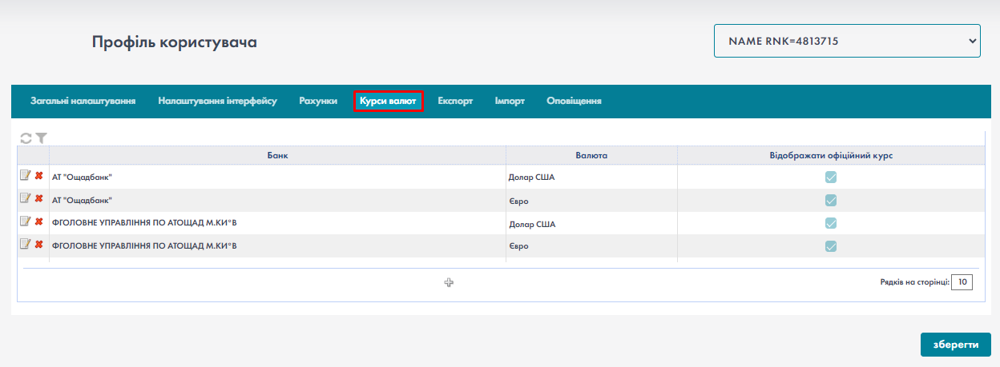 Профіль користувача
NAME RNK=4813715
Загальні налаштування Налаштування інтерфейсу Рахунки Курси валют Експорт Імпорт Оповіщення
Банк Валюта Відображати офіційний курс
АТ "Ощадбанк" Долар США
АТ "Ощадбанк" Євро
ФГОЛОВНЕ УПРАВЛІННЯ ПО АТОЩАД М.КИ°В Долар США
ФГОЛОВНЕ УПРАВЛІННЯ ПО АТОЩАД М.КИ°В Євро
Рядків на сторінці: 10
зберегти